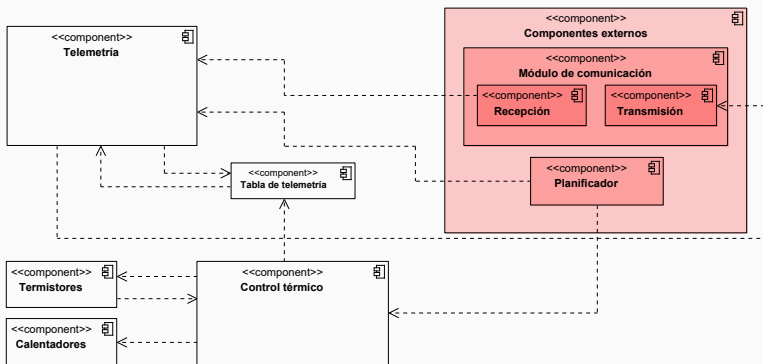 <<component>>
Componentes externos
<<component>>
Telemetría
<<component>>
Módulo de comunicación
<<component>>
Recepción
<<component>>
Transmisión
<<component>>
Tabla de telemetría
<<component>>
Planificador
<<component>>
Termistores
<<component>>
Control térmico
<<component>>
Calentadores